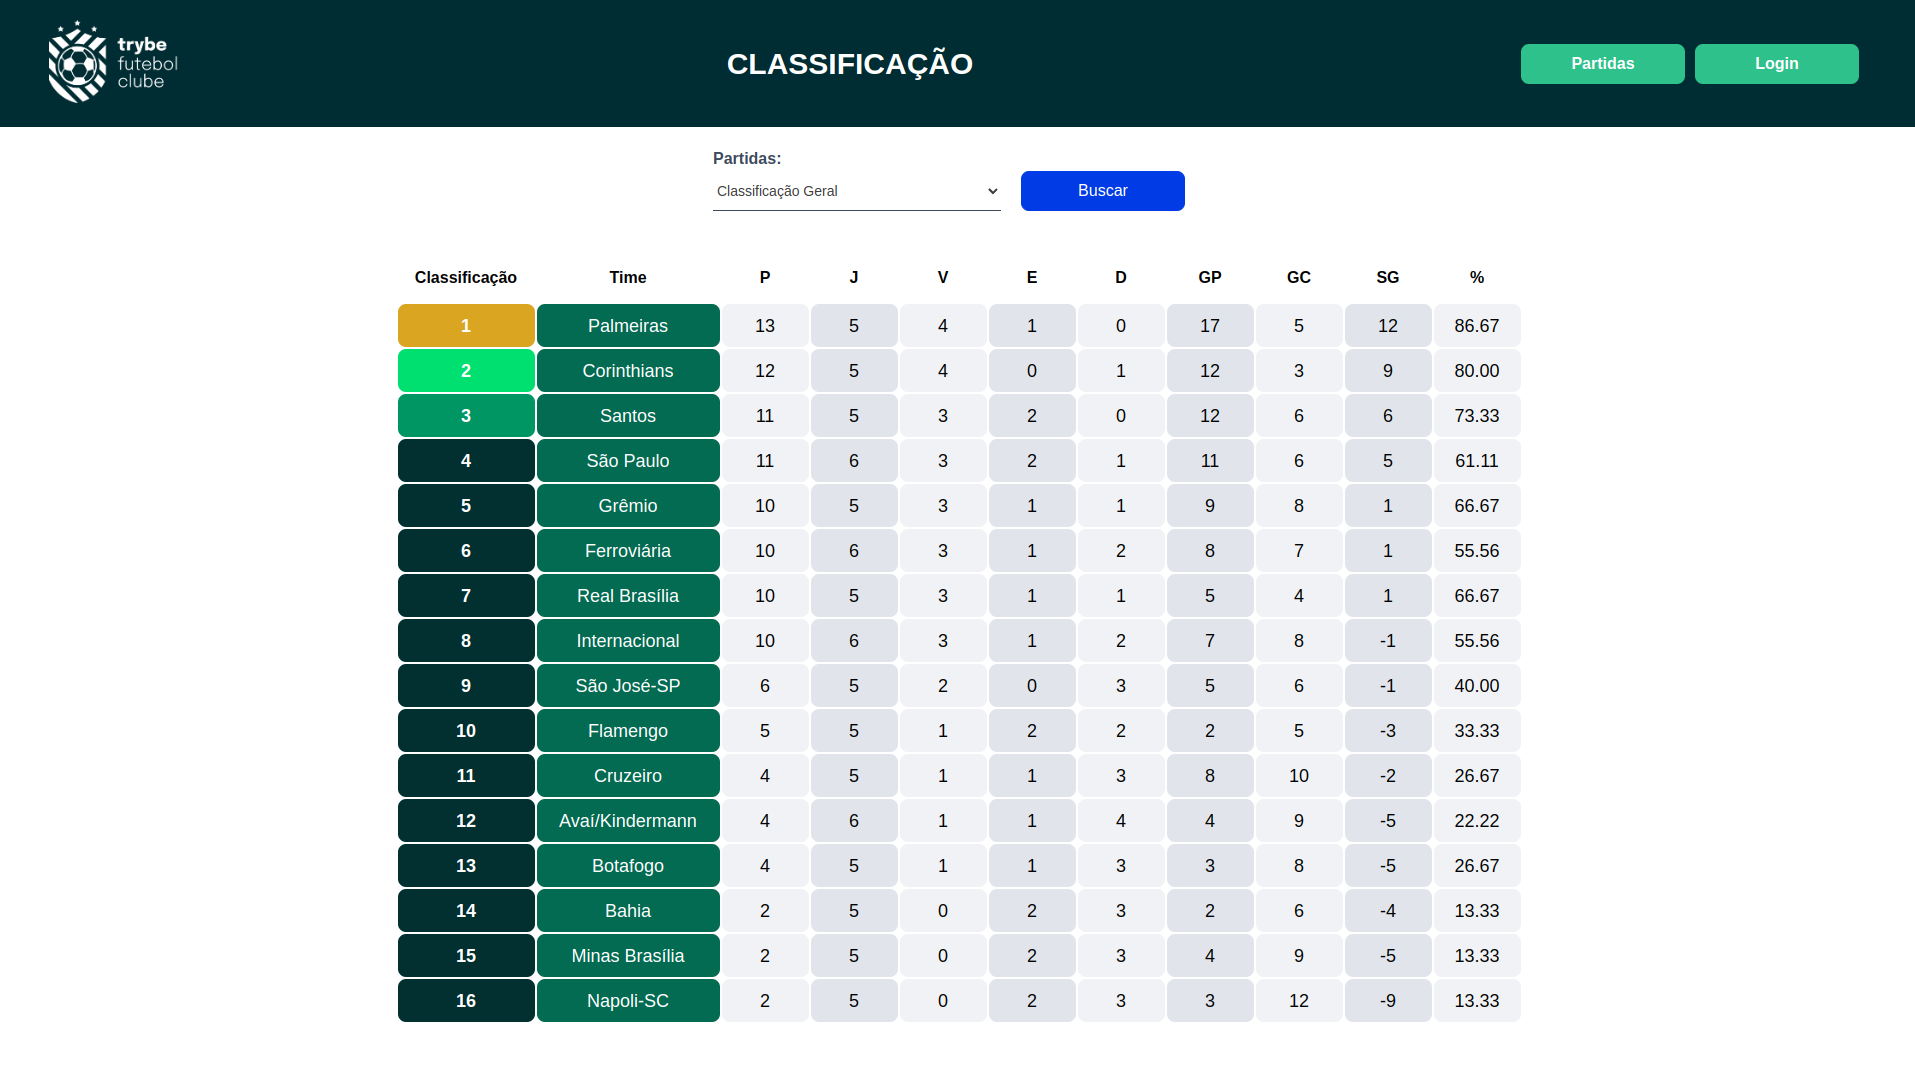 trybe
futebol
clube
CLASSIFICAÇÃO
Partidas
Login
Partidas:
Classificação Geral
Buscar
Classificação Time P J V E D GP GC SG %
1 Palmeiras 13 5 4 1 0 17 5 12 86.67
2 Corinthians 12 5 4 0 1 12 3 9 80.00
3 Santos 11 5 3 2 0 12 6 6 73.33
4 São Paulo 11 6 3 2 1 11 6 5 61.11
5 Grêmio 10 5 3 1 1 9 8 1 66.67
6 Ferroviária 10 6 3 1 2 8 7 1 55.56
7 Real Brasília 10 5 3 1 1 5 4 1 66.67
8 Internacional 10 6 3 1 2 7 8 -1 55.56
9 São José-SP 6 5 2 0 3 5 6 -1 40.00
10 Flamengo 5 5 1 2 2 2 5 -3 33.33
11 Cruzeiro 4 5 1 1 3 8 10 -2 26.67
12 Avaí/Kindermann 4 6 1 1 4 4 9 -5 22.22
13 Botafogo 4 5 1 1 3 3 8 -5 26.67
14 Bahia 2 5 0 2 3 2 6 -4 13.33
15 Minas Brasília 2 5 0 2 3 4 9 -5 13.33
16 Napoli-SC 2 5 0 2 3 3 12 -9 13.33